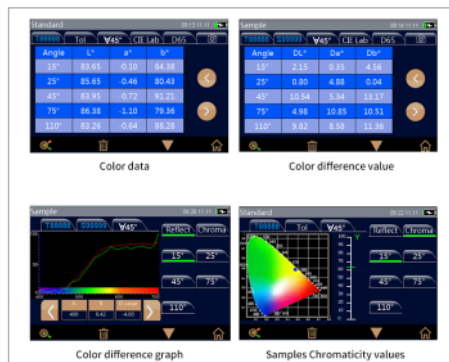 Standard
T00000 Tol ∀45° CIE Lab D65
Angle L* a* b*
15° 83.65 -0.10 84.38
25° 85.65 -0.46 80.43
45° 83.95 -0.72 91.21
75° 86.38 -1.10 79.36
110° 83.26 -0.64 88.28
Color data
Sample
T00000 S99999 ∀45° CIE Lab D65
Angle DL* Da* Db*
15° 2.15 0.35 4.56
25° 0.80 4.88 0.04
45° 10.54 5.34 13.17
75° 4.98 10.85 10.51
110° 9.82 8.58 11.36
Color difference value
Sample
∀45°
Reflect Chroma
15° 25°
45° 75°
110°
Color difference graph
Standard
T00000 Tol ∀45°
Reflect Chroma
15° 25°
45° 75°
110°
Samples Chromaticity values